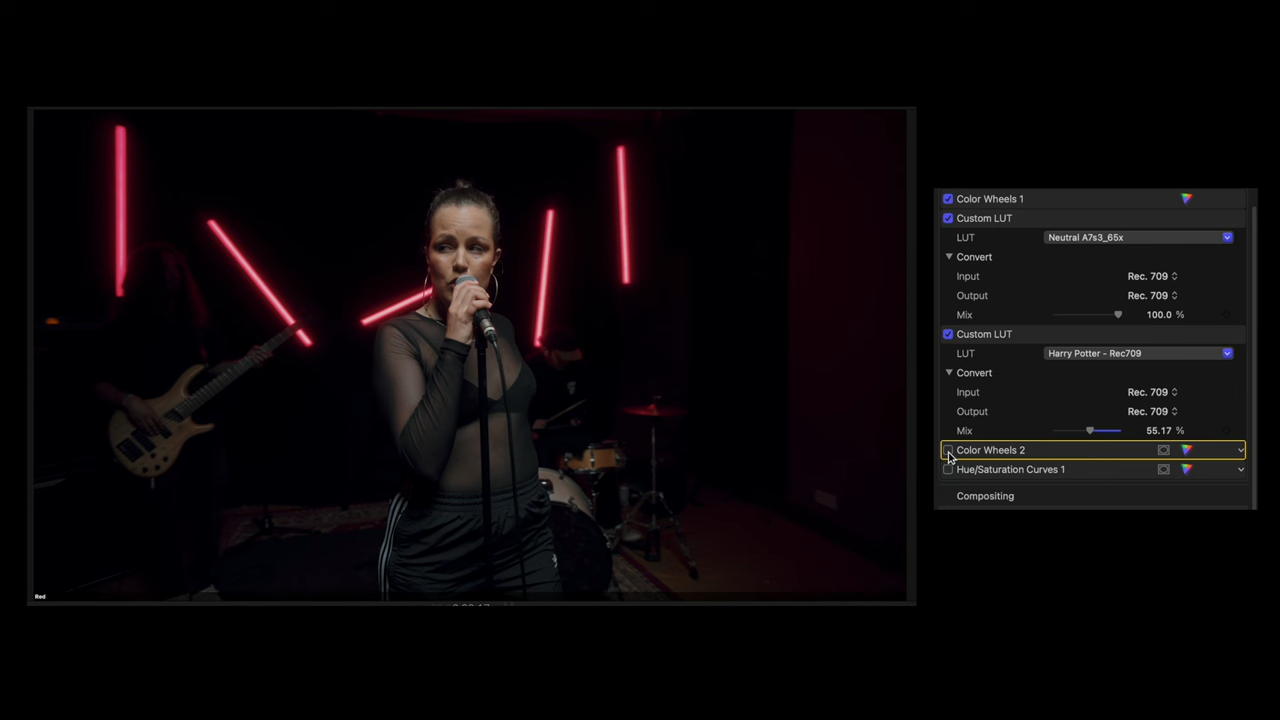 Color Wheels 1
Custom LUT
LUT Neutral A7s3_65x
Convert
Input Rec. 709
Output Rec. 709
Mix 100.0 %
Custom LUT
LUT Harry Potter - Rec709
Convert
Input Rec. 709
Output Rec. 709
Mix 55.17 %
Color Wheels 2
Hue/Saturation Curves 1
Compositing
Red